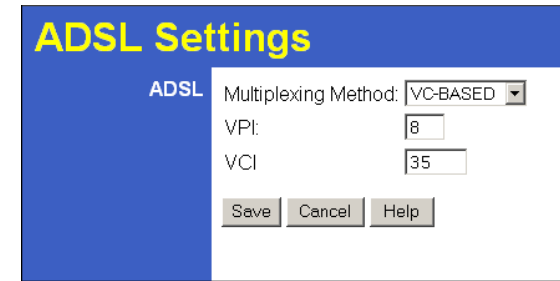 ADSL Settings
ADSL
Multiplexing Method: VC-BASED
VPI: 8
VCI 35
Save Cancel Help